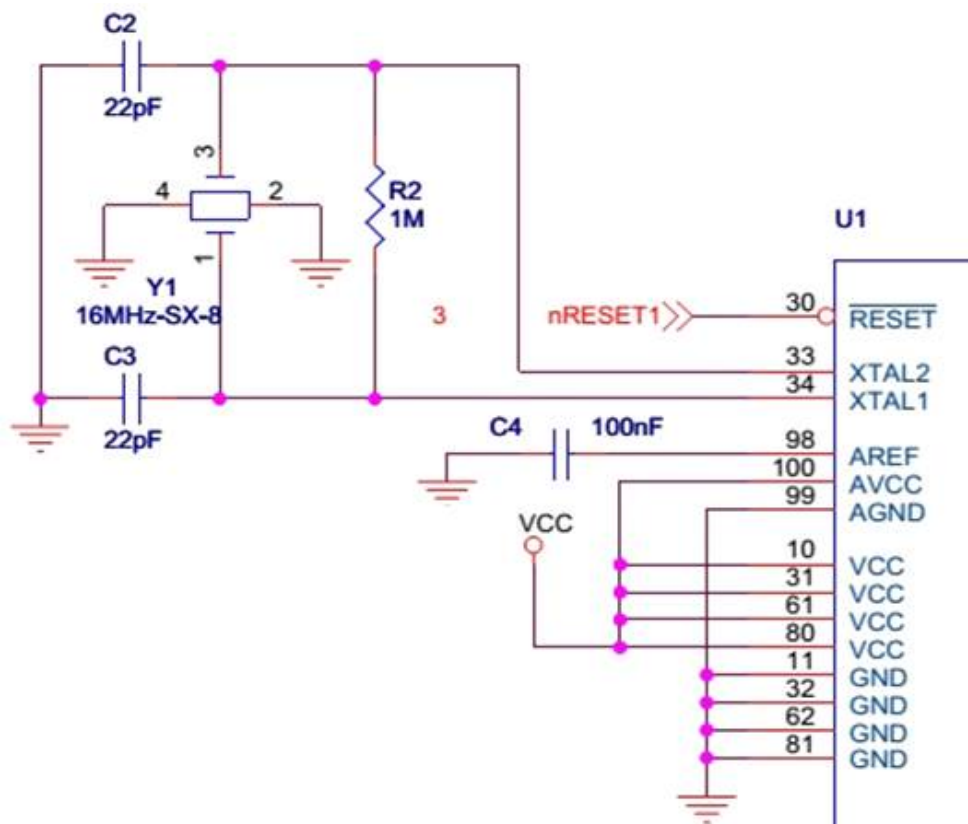 C2
22pF
3
4
2
R2
1M
1
Y1
16MHz-SX-8
C3
22pF
3
U1
nRESET1
30
RESET
33
XTAL2
34
XTAL1
C4
100nF
98
AREF
100
AVCC
99
AGND
VCC
10
VCC
31
VCC
61
VCC
80
VCC
11
GND
32
GND
62
GND
81
GND